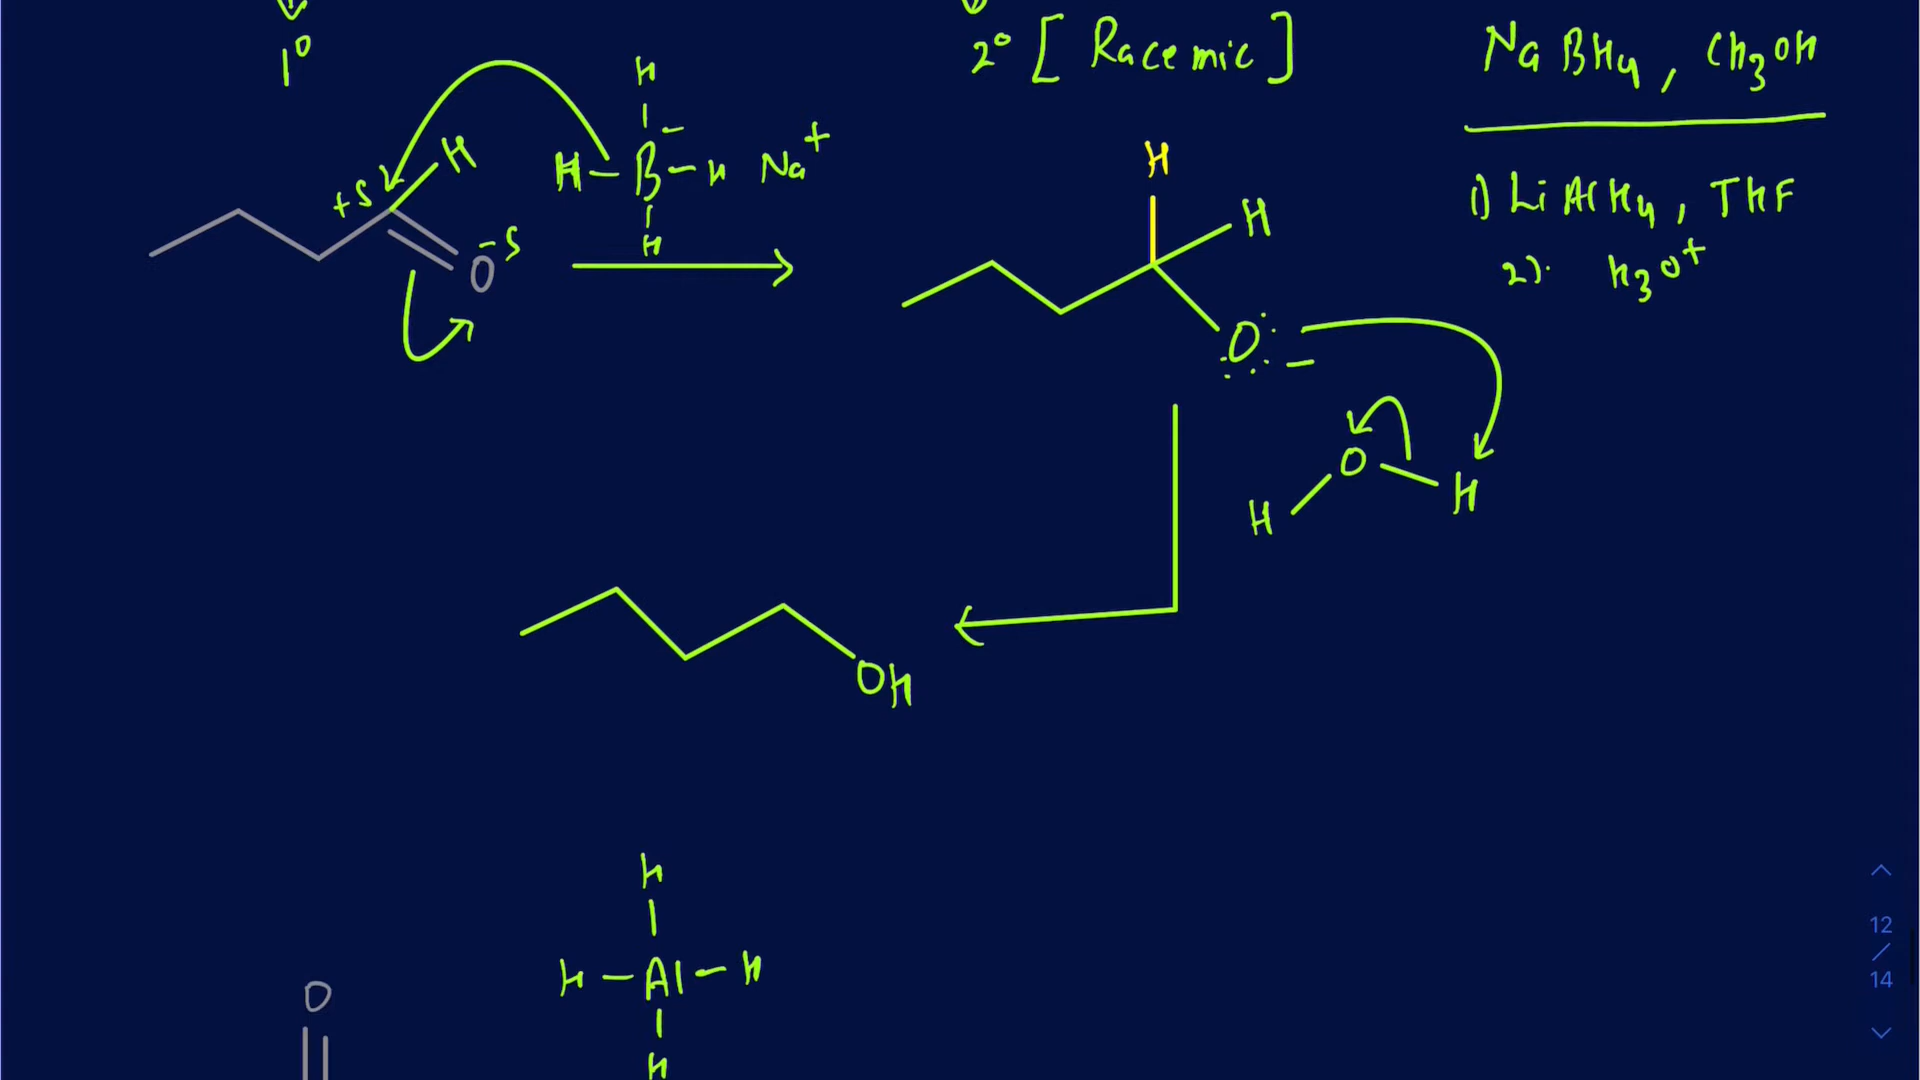 1°
2° [ Racemic ]
NaBH4, CH3OH
1) LiAlH4, THF
2). H3O+
H
H
+δ
H – B – H Na+
–
H
O -δ
H
H
O –
O
H
H
OH
H
H – Al – H
H
O
12
/
14